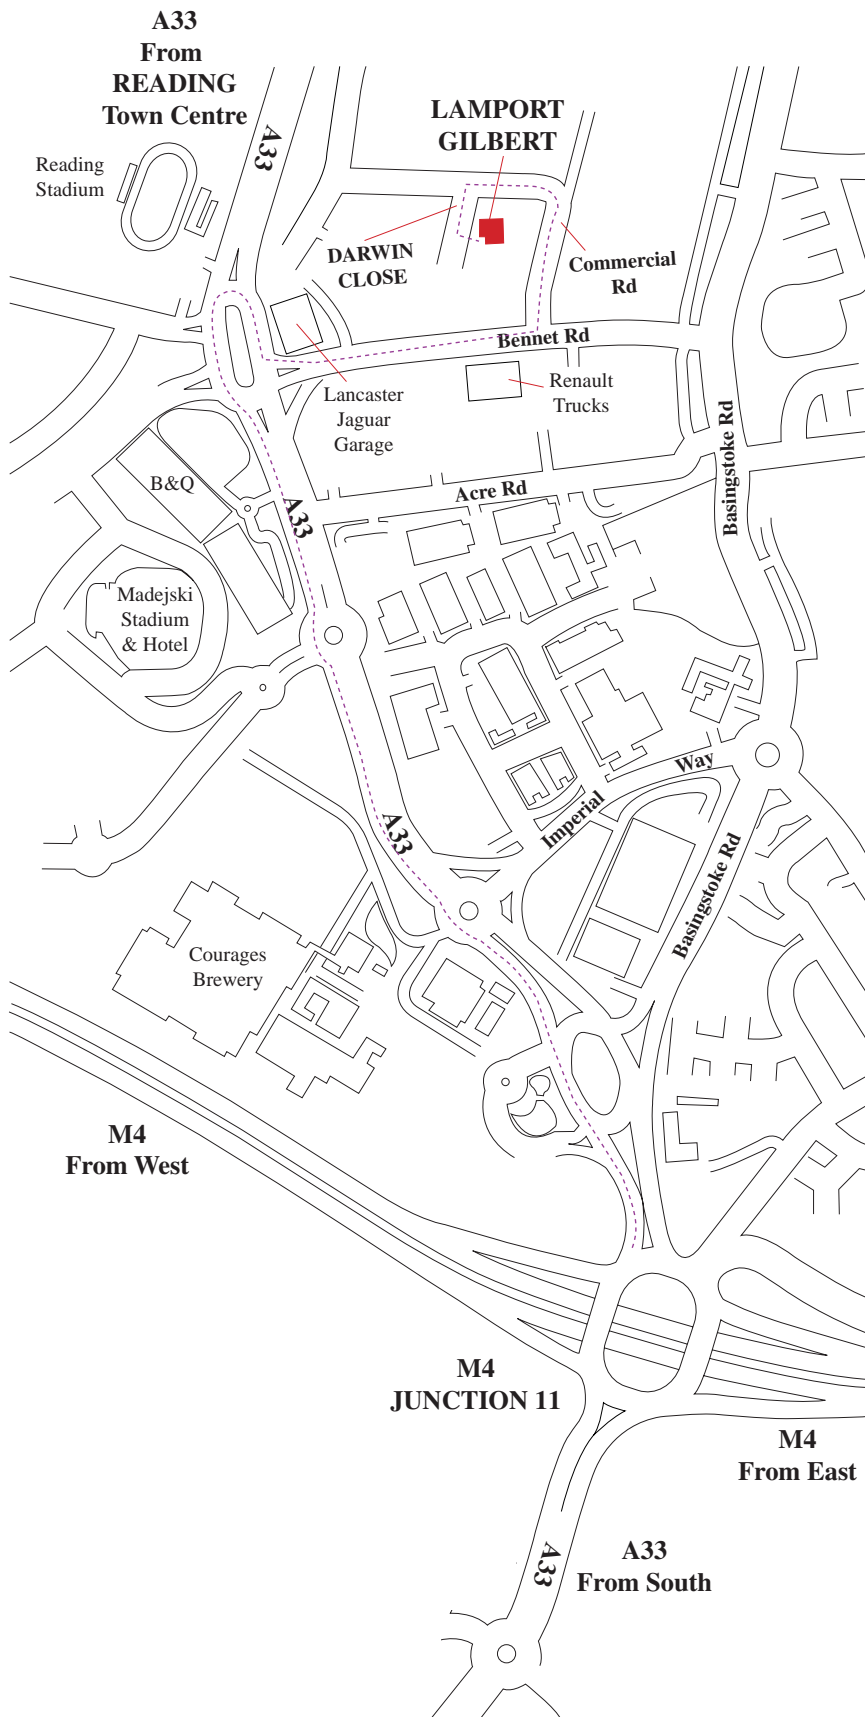 A33
From
READING
Town Centre
A33
LAMPORT
GILBERT
Reading
Stadium
DARWIN
CLOSE
Commercial
Rd
Bennet Rd
Lancaster
Jaguar
Garage
Renault
Trucks
Basingstoke Rd
B&Q
A33
Acre Rd
Madejski
Stadium
& Hotel
Way
Imperial
A33
Basingstoke Rd
Courages
Brewery
M4
From West
M4
JUNCTION 11
M4
From East
A33
A33
From South